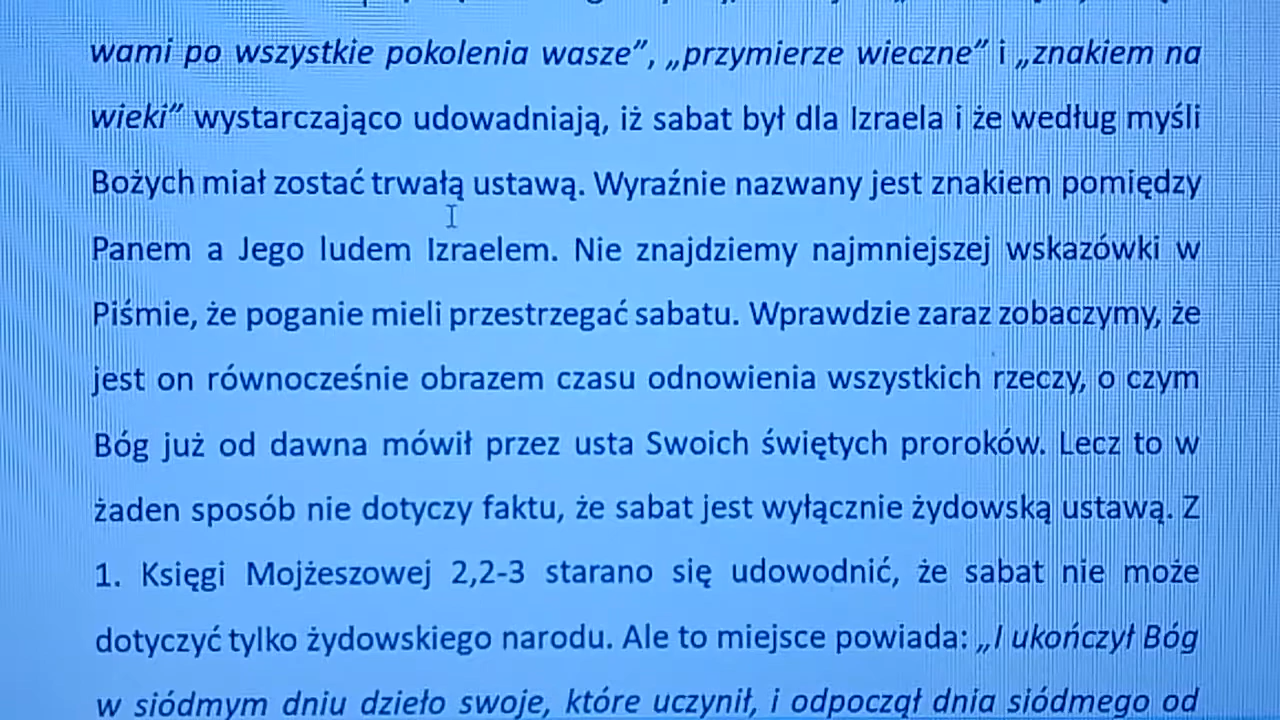 wami po wszystkie pokolenia wasze”, „przymierze wieczne” i „znakiem na
wieki” wystarczająco udowadniają, iż sabat był dla Izraela i że według myśli
Bożych miał zostać trwałą ustawą. Wyraźnie nazwany jest znakiem pomiędzy
Panem a Jego ludem Izraelem. Nie znajdziemy najmniejszej wskazówki w
Piśmie, że poganie mieli przestrzegać sabatu. Wprawdzie zaraz zobaczymy, że
jest on równocześnie obrazem czasu odnowienia wszystkich rzeczy, o czym
Bóg już od dawna mówił przez usta Swoich świętych proroków. Lecz to w
żaden sposób nie dotyczy faktu, że sabat jest wyłącznie żydowską ustawą. Z
1. Księgi Mojżeszowej 2,2-3 starano się udowodnić, że sabat nie może
dotyczyć tylko żydowskiego narodu. Ale to miejsce powiada: „I ukończył Bóg
w siódmym dniu dzieło swoje, które uczynił, i odpoczął dnia siódmego od